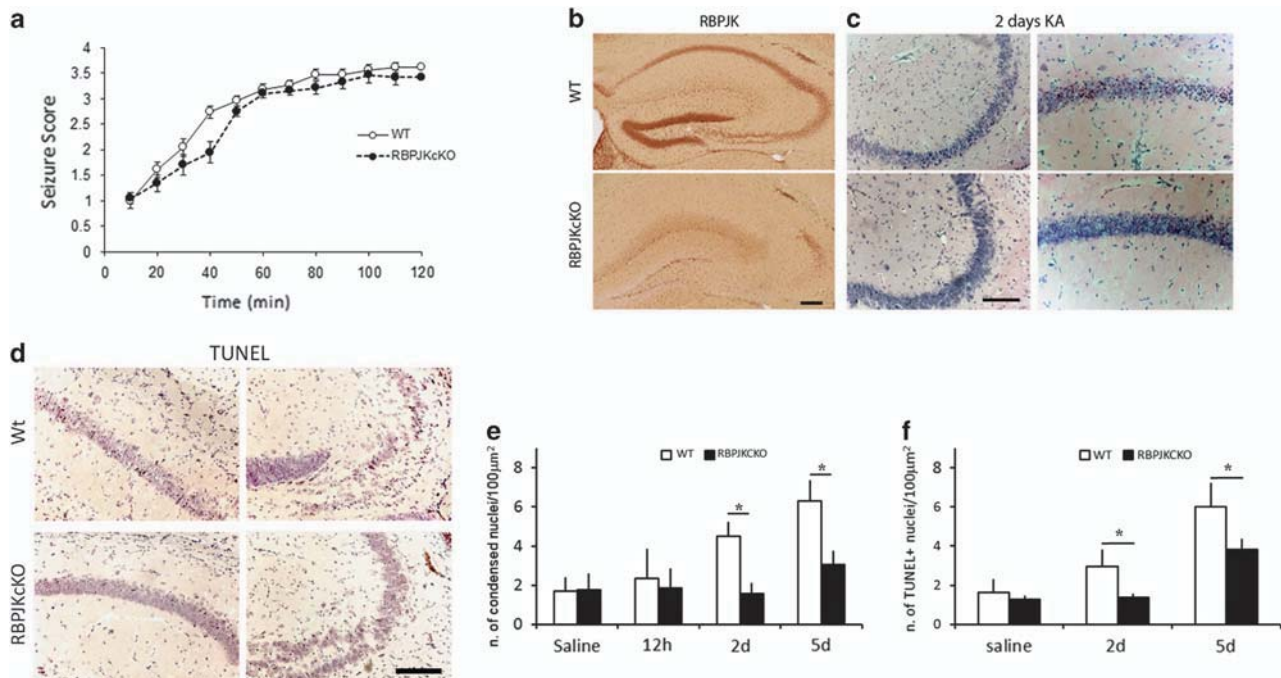 a
4
3.5
3
2.5
2
1.5
1
0.5
0
Seizure Score
0 20 40 60 80 100 120
Time (min)
WT
RBPJKcKO
b
RBPJK
WT
RBPJKcKO
c
2 days KA
d
TUNEL
Wt
RBPJKcKO
e
WT RBPJKCKO
n. of condensed nuclei/100µm²
8
6
4
2
0
* *
Saline 12h 2d 5d
f
WT RBPJKCKO
n. of TUNEL+ nuclei/100µm²
8
6
4
2
0
* *
saline 2d 5d